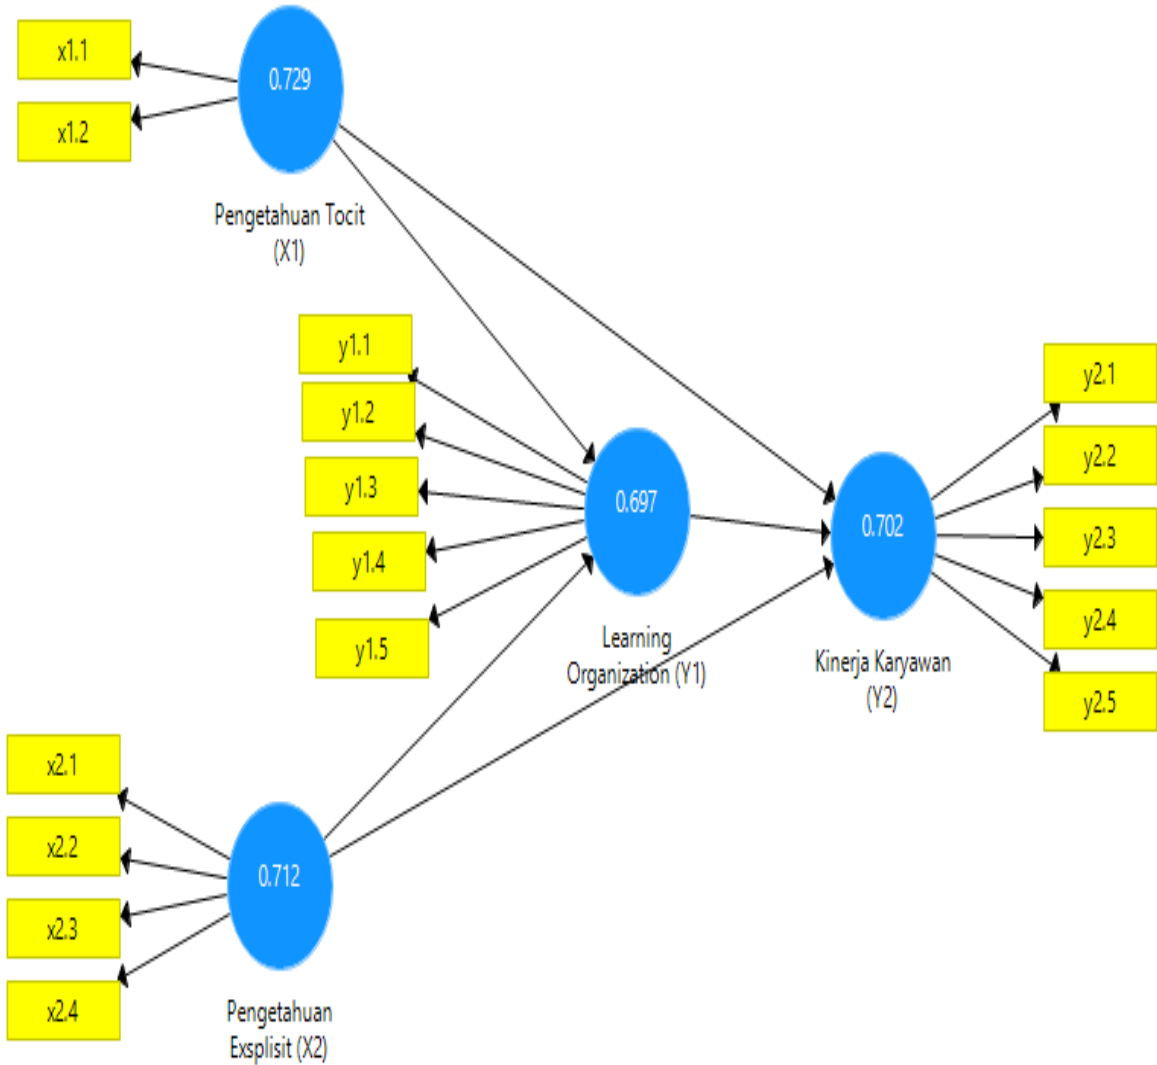 x1.1
x1.2
0.729
Pengetahuan Tocit
(X1)
y1.1
y1.2
y1.3
y1.4
y1.5
0.697
Learning
Organization (Y1)
0.702
Kinerja Karyawan
(Y2)
y2.1
y2.2
y2.3
y2.4
y2.5
x2.1
x2.2
x2.3
x2.4
0.712
Pengetahuan
Exsplisit (X2)